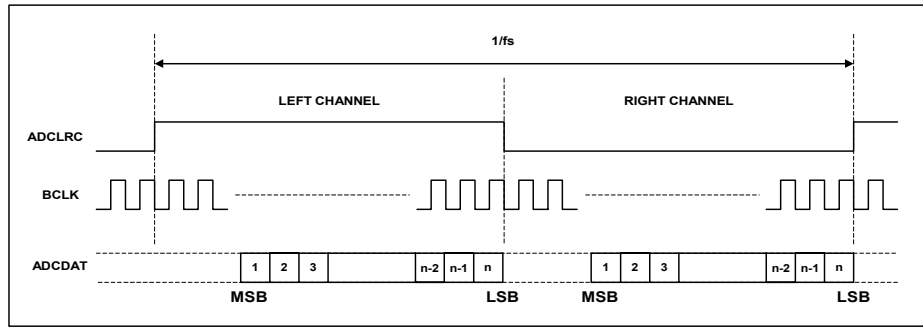 1/fs
LEFT CHANNEL RIGHT CHANNEL
ADCLRC
BCLK
ADCDAT 1 2 3 n-2 n-1 n 1 2 3 n-2 n-1 n
MSB LSB MSB LSB